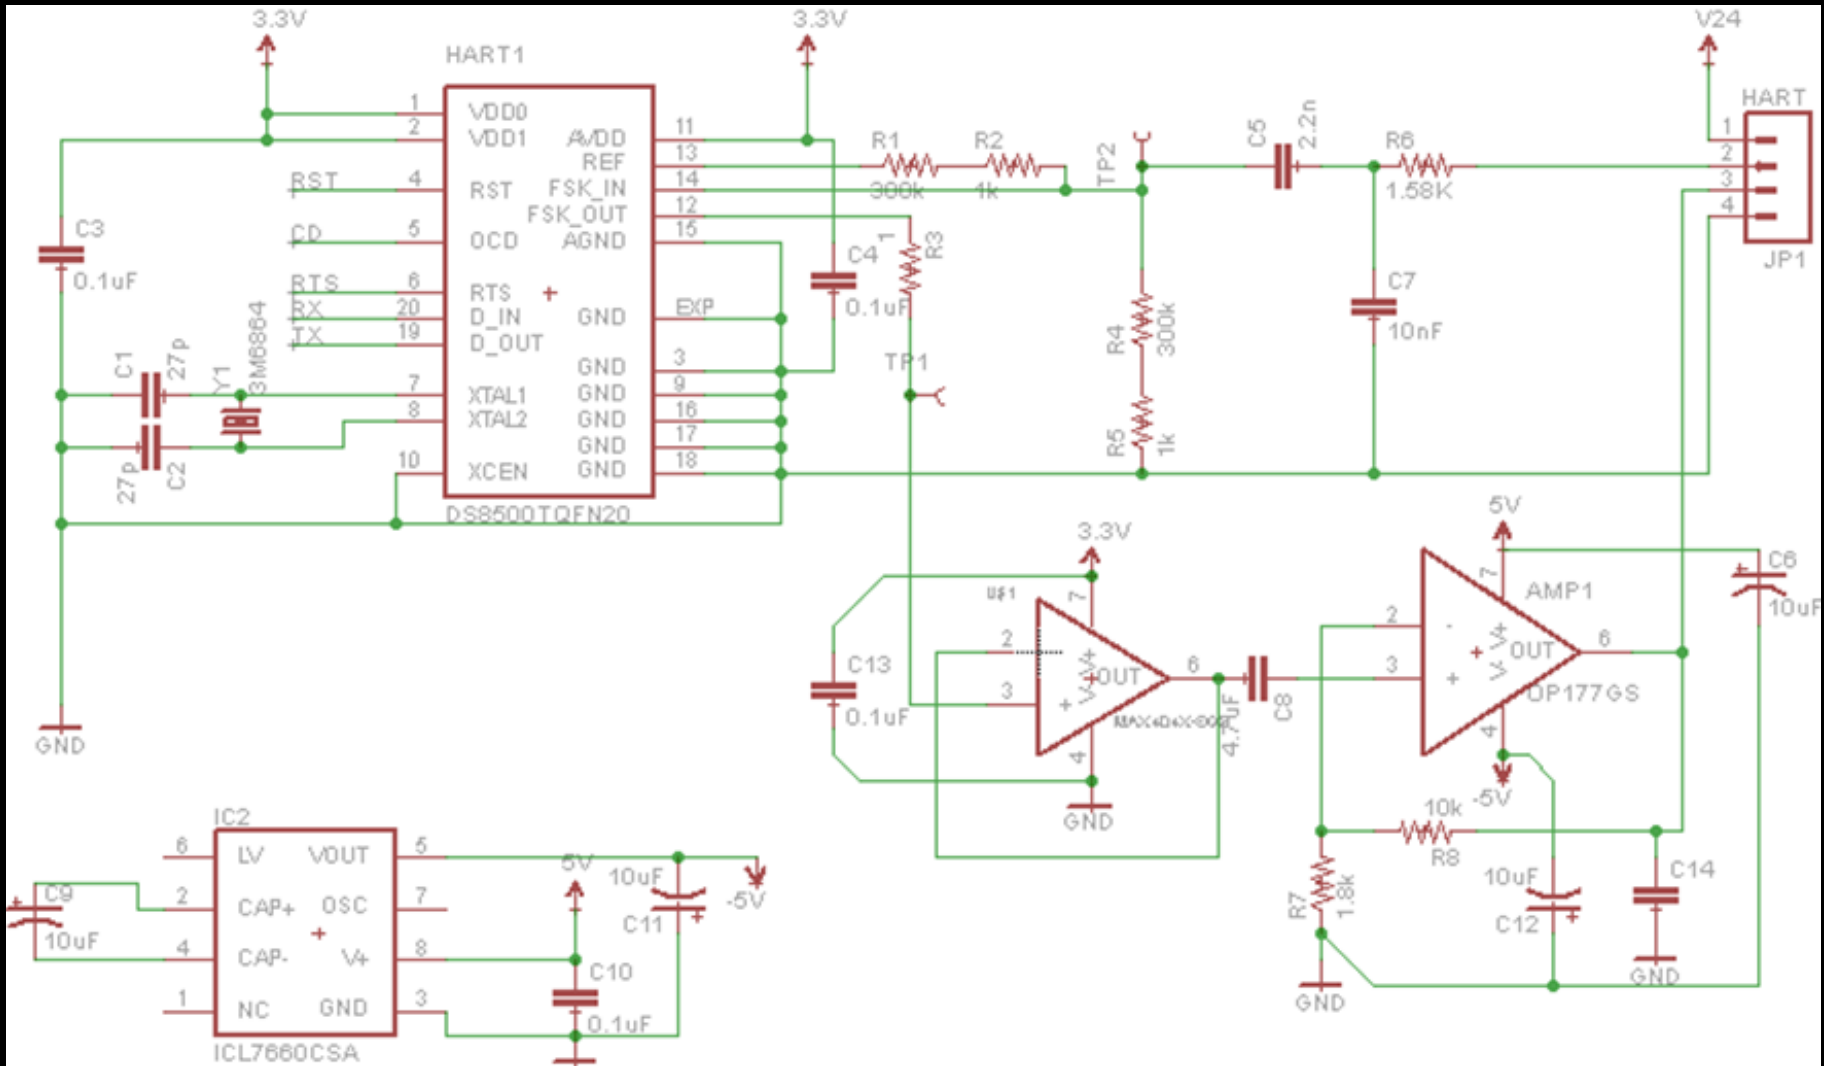 3.3V
3.3V
V24
HART1
HART
1 VDD0
2 VDD1
AVDD 11
REF 13
RST 4 RST
FSK_IN 14
FSK_OUT 12
CD 5 OCD
AGND 15
RTS 6 RTS
RX 20 D_IN
TX 19 D_OUT
GND EXP
GND 3
7 XTAL1
GND 9
8 XTAL2
GND 16
GND 17
10 XCEN
GND 18
DS8500TQFN20
C3
0.1uF
C1
27p
Y1
3M6864
27p
C2
GND
R1
300k
R2
1k
1
R3
C4
0.1uF
TP1
TP2
C5
2.2n
R6
1.58K
1
2
3
4
JP1
C7
10nF
R4
300k
R5
1k
3.3V
U$1
7
2
3
OUT
6
+
V+
V-
4
GND
C13
0.1uF
4.7uF
C8
5V
7
AMP1
2
-
3
+
V+
V-
OUT
6
OP177GS
4
-5V
C6
10uF
10k
R8
R7
1.8k
GND
10uF
C12
C14
GND
IC2
6 LV
VOUT 5
2 CAP+
OSC 7
4 CAP-
V+ 8
1 NC
GND 3
ICL7660CSA
C9
10uF
5V
10uF
C11
-5V
C10
0.1uF